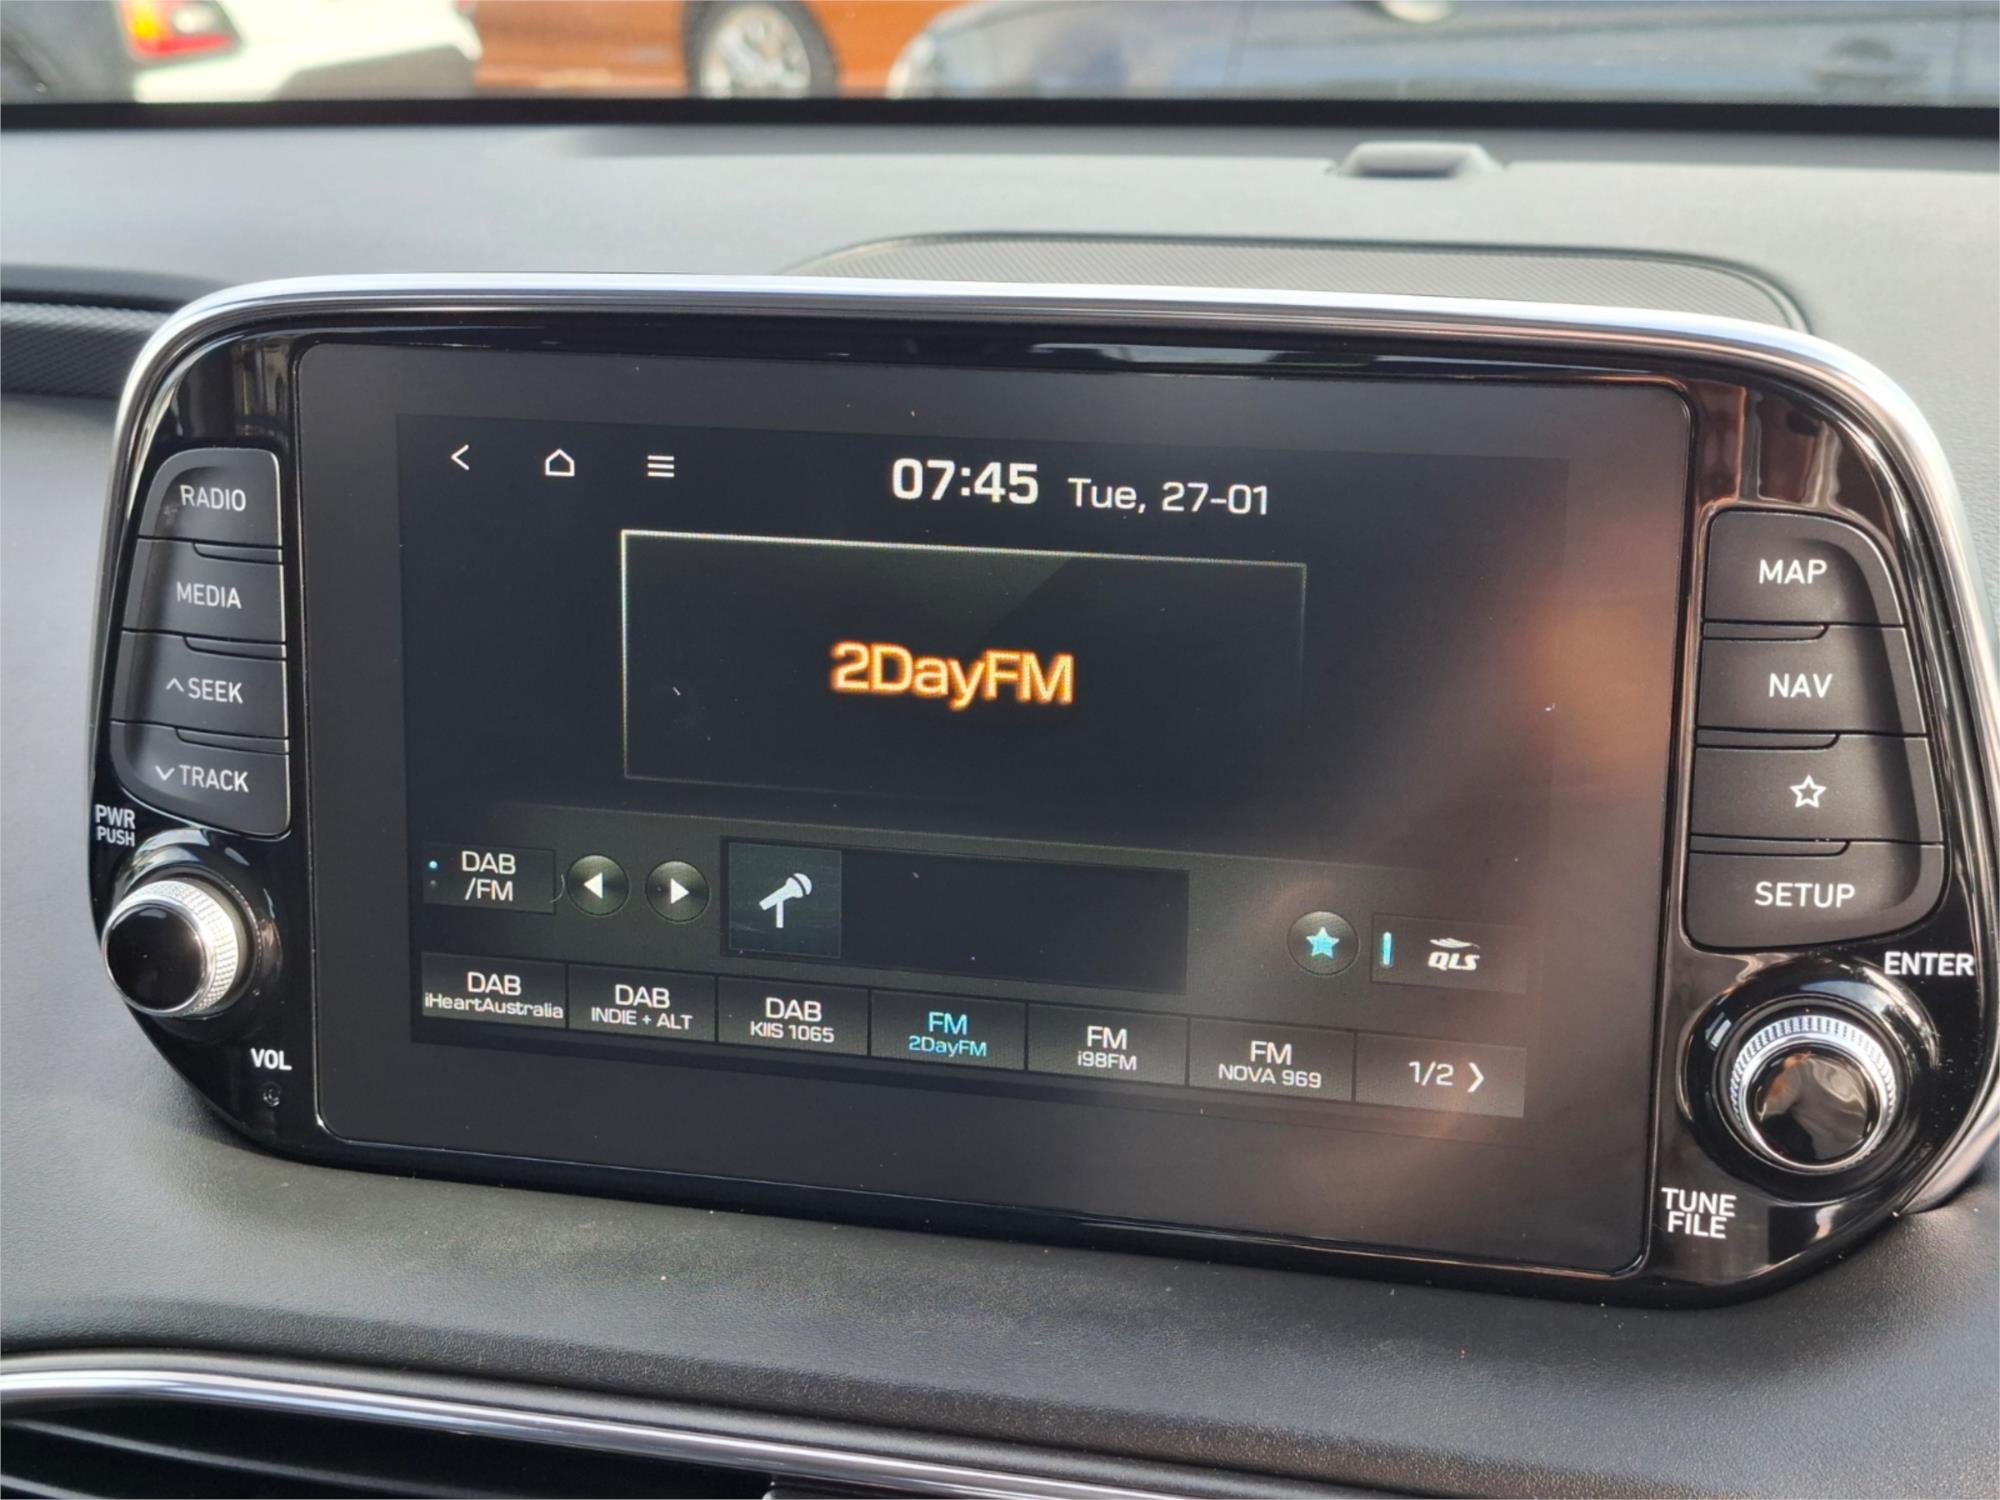 07:45 Tue, 27-01
RADIO
MEDIA
SEEK
TRACK
PWR
PUSH
VOL
2DayFM
DAB
/FM
QLS
DAB
iHeartAustralia
DAB
INDIE + ALT
DAB
KIIS 1065
FM
2DayFM
FM
i98FM
FM
NOVA 969
1/2
MAP
NAV
SETUP
ENTER
TUNE
FILE